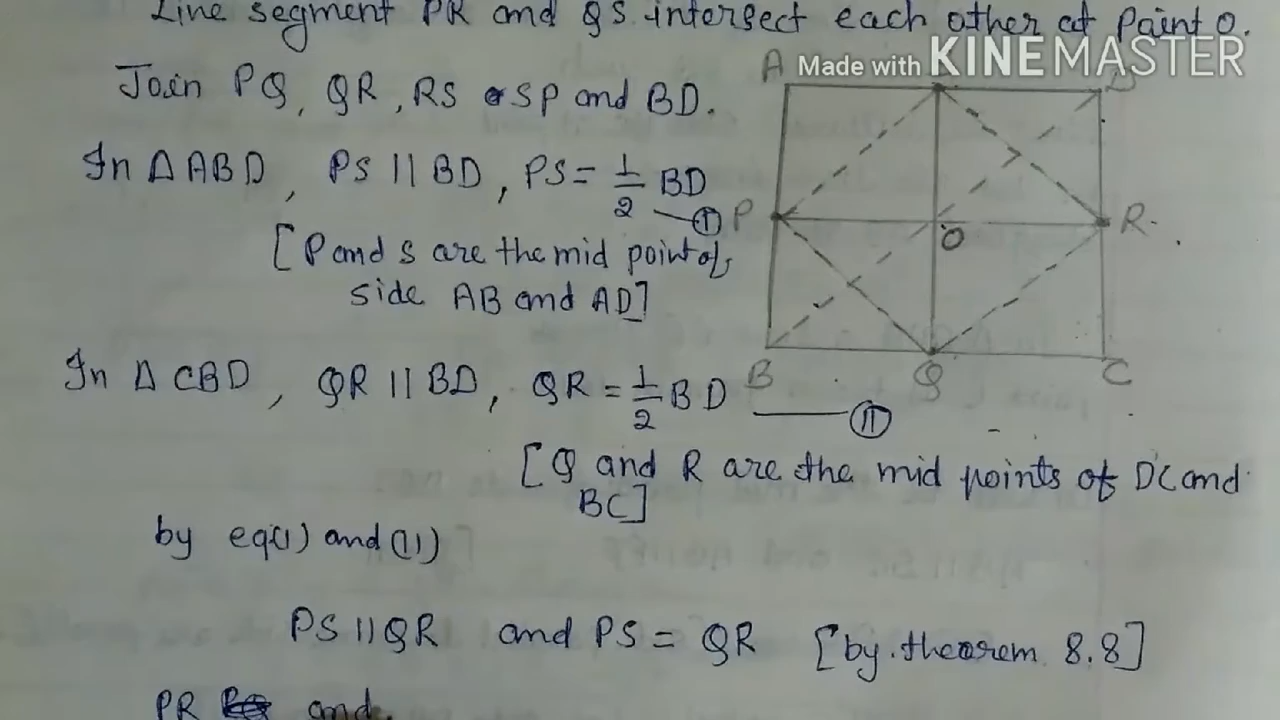 Line segment PR and QS intersect each other at Point O.
Made with KINEMASTER
A
Join PQ, QR, RS SP and BD.
In Δ ABD, PS || BD, PS = 1/2 BD —(I)
P
R
O
[P and S are the mid point of
side AB and AD]
In Δ CBD, QR || BD, QR = 1/2 BD —(II)
B
Q
C
[Q and R are the mid points of DC and
BC]
by eq(1) and (11)
PS || QR and PS = QR [by theorem 8.8]
PR and